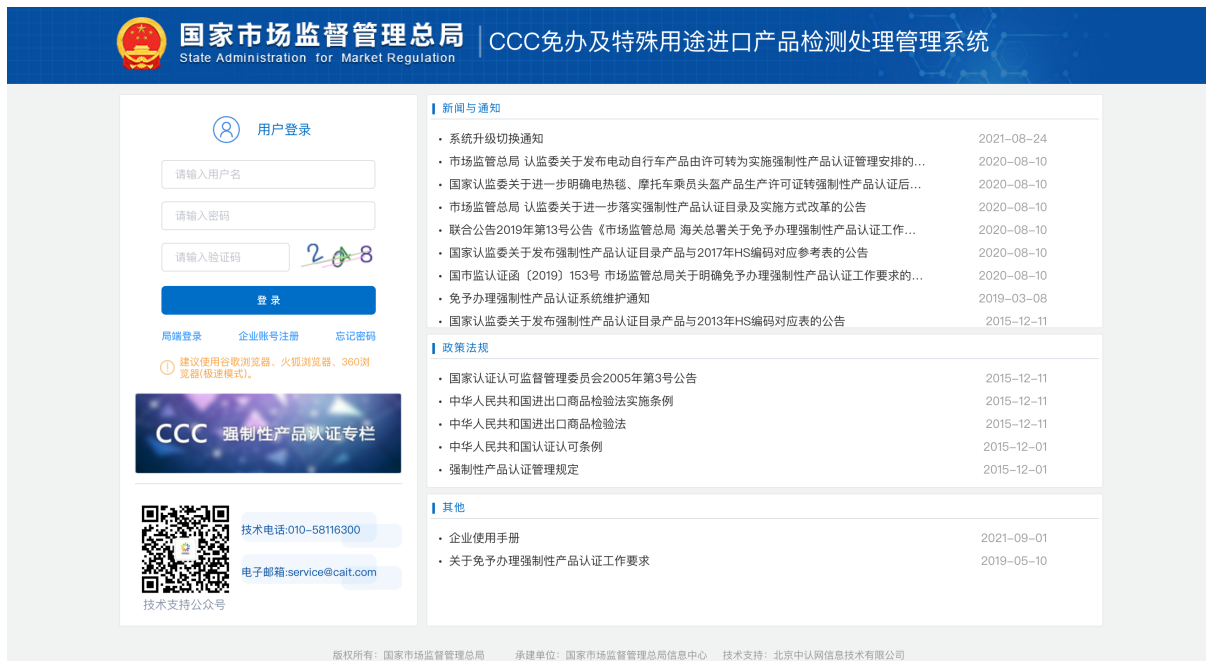 国家市场监督管理总局
State Administration for Market Regulation
CCC免办及特殊用途进口产品检测处理管理系统
用户登录
请输入用户名
请输入密码
请输入验证码
登 录
局端登录 企业账号注册 忘记密码
建议使用谷歌浏览器、火狐浏览器、360浏
览器(极速模式)。
CCC 强制性产品认证专栏
技术电话:010-58116300
电子邮箱:service@cait.com
技术支持公众号
新闻与通知
• 系统升级切换通知 2021-08-24
• 市场监管总局 认监委关于发布电动自行车产品由许可转为实施强制性产品认证管理安排的... 2020-08-10
• 国家认监委关于进一步明确电热毯、摩托车乘员头盔产品生产许可证转强制性产品认证后... 2020-08-10
• 市场监管总局 认监委关于进一步落实强制性产品认证目录及实施方式改革的公告 2020-08-10
• 联合公告2019年第13号公告《市场监管总局 海关总署关于免予办理强制性产品认证工作... 2020-08-10
• 国家认监委关于发布强制性产品认证目录产品与2017年HS编码对应参考表的公告 2020-08-10
• 国市监认证函〔2019〕153号 市场监管总局关于明确免予办理强制性产品认证工作要求的... 2020-08-10
• 免予办理强制性产品认证系统维护通知 2019-03-08
• 国家认监委关于发布强制性产品认证目录产品与2013年HS编码对应表的公告 2015-12-11
政策法规
• 国家认证认可监督管理委员会2005年第3号公告 2015-12-11
• 中华人民共和国进出口商品检验法实施条例 2015-12-11
• 中华人民共和国进出口商品检验法 2015-12-11
• 中华人民共和国认证认可条例 2015-12-01
• 强制性产品认证管理规定 2015-12-01
其他
• 企业使用手册 2021-09-01
• 关于免予办理强制性产品认证工作要求 2019-05-10
版权所有：国家市场监督管理总局 承建单位：国家市场监督管理总局信息中心 技术支持：北京中认网信息技术有限公司